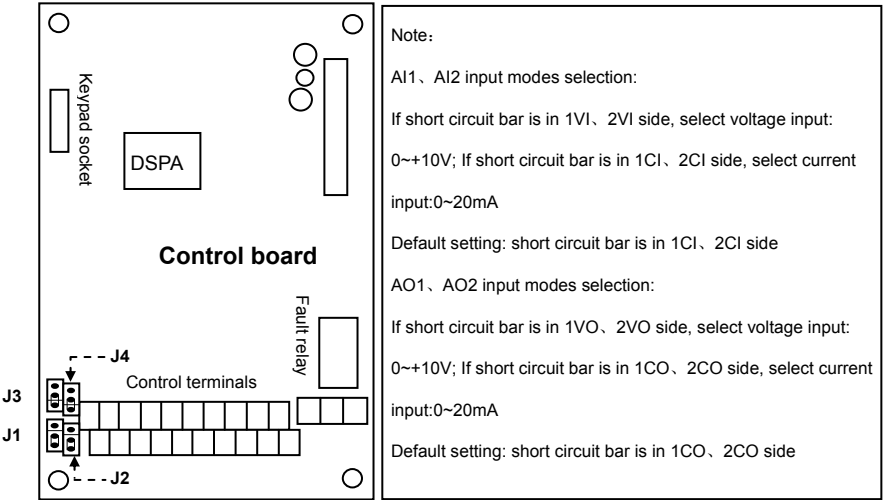 Keypad socket
DSPA
Control board
Fault relay
J4
Control terminals
J3
J1
J2
Note：
AI1、AI2 input modes selection:
If short circuit bar is in 1VI、2VI side, select voltage input:
0~+10V; If short circuit bar is in 1CI、2CI side, select current
input:0~20mA
Default setting: short circuit bar is in 1CI、2CI side
AO1、AO2 input modes selection:
If short circuit bar is in 1VO、2VO side, select voltage input:
0~+10V; If short circuit bar is in 1CO、2CO side, select current
input:0~20mA
Default setting: short circuit bar is in 1CO、2CO side